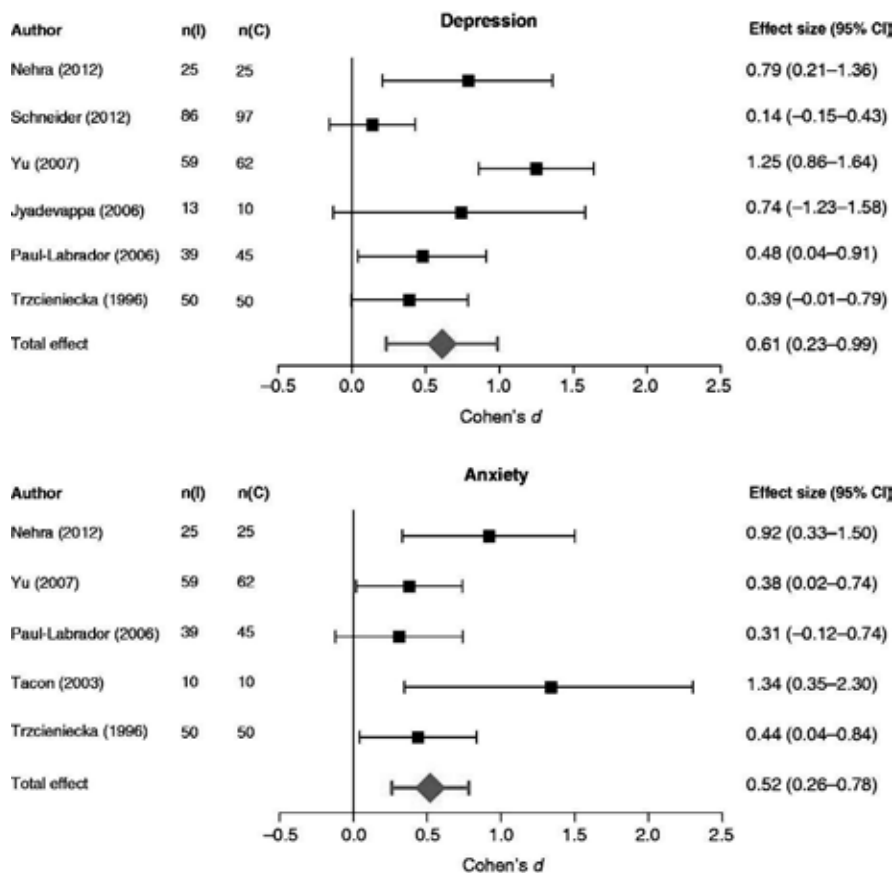 Depression
Author n(I) n(C) Effect size (95% CI)
Nehra (2012) 25 25 0.79 (0.21–1.36)
Schneider (2012) 86 97 0.14 (−0.15–0.43)
Yu (2007) 59 62 1.25 (0.86–1.64)
Jyadevappa (2006) 13 10 0.74 (−1.23–1.58)
Paul-Labrador (2006) 39 45 0.48 (0.04–0.91)
Trzcieniecka (1996) 50 50 0.39 (−0.01–0.79)
Total effect 0.61 (0.23–0.99)
−0.5 0.0 0.5 1.0 1.5 2.0 2.5
Cohen's d
Anxiety
Author n(I) n(C) Effect size (95% CI)
Nehra (2012) 25 25 0.92 (0.33–1.50)
Yu (2007) 59 62 0.38 (0.02–0.74)
Paul-Labrador (2006) 39 45 0.31 (−0.12–0.74)
Tacon (2003) 10 10 1.34 (0.35–2.30)
Trzcieniecka (1996) 50 50 0.44 (0.04–0.84)
Total effect 0.52 (0.26–0.78)
−0.5 0.0 0.5 1.0 1.5 2.0 2.5
Cohen's d